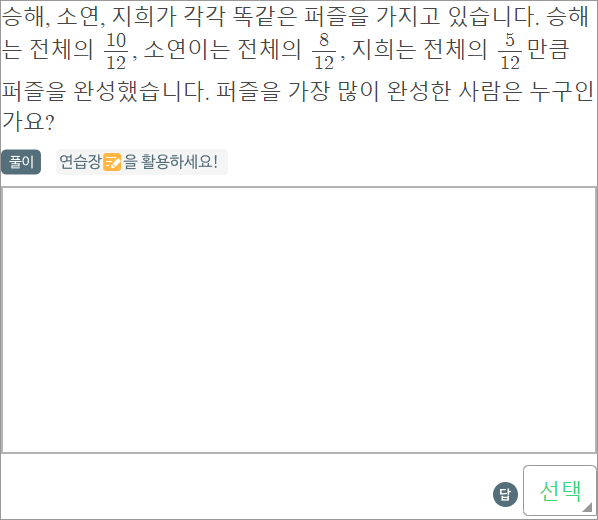 승해, 소연, 지희가 각각 똑같은 퍼즐을 가지고 있습니다. 승해
는 전체의 10/12, 소연이는 전체의 8/12, 지희는 전체의 5/12만큼
퍼즐을 완성했습니다. 퍼즐을 가장 많이 완성한 사람은 누구인
가요?
풀이 연습장📝을 활용하세요!
답 선택